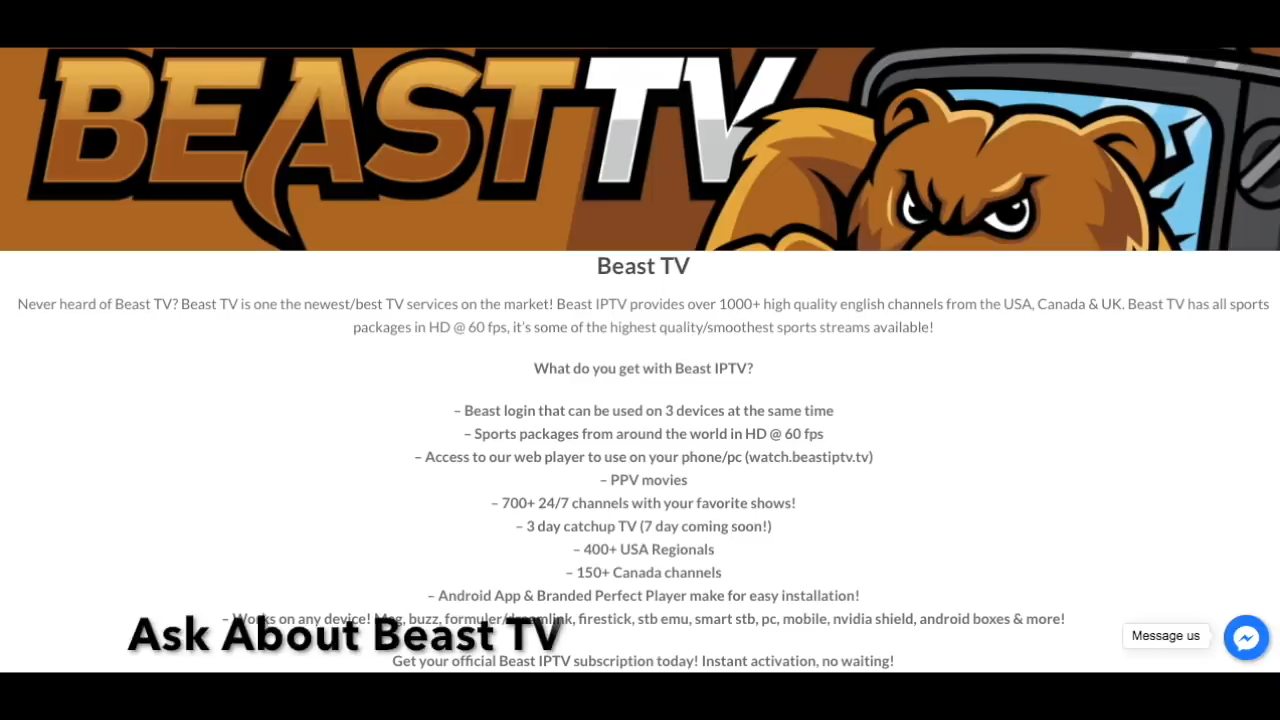 BEASTTV
Beast TV
Never heard of Beast TV? Beast TV is one the newest/best TV services on the market! Beast IPTV provides over 1000+ high quality english channels from the USA, Canada & UK. Beast TV has all sports
packages in HD @ 60 fps, it's some of the highest quality/smoothest sports streams available!
What do you get with Beast IPTV?
– Beast login that can be used on 3 devices at the same time
– Sports packages from around the world in HD @ 60 fps
– Access to our web player to use on your phone/pc (watch.beastiptv.tv)
– PPV movies
– 700+ 24/7 channels with your favorite shows!
– 3 day catchup TV (7 day coming soon!)
– 400+ USA Regionals
– 150+ Canada channels
– Android App & Branded Perfect Player make for easy installation!
– Works on any device! Mag, buzz, formuler/dreamlink, firestick, stb emu, smart stb, pc, mobile, nvidia shield, android boxes & more!
Ask About Beast TV
Message us
Get your official Beast IPTV subscription today! Instant activation, no waiting!